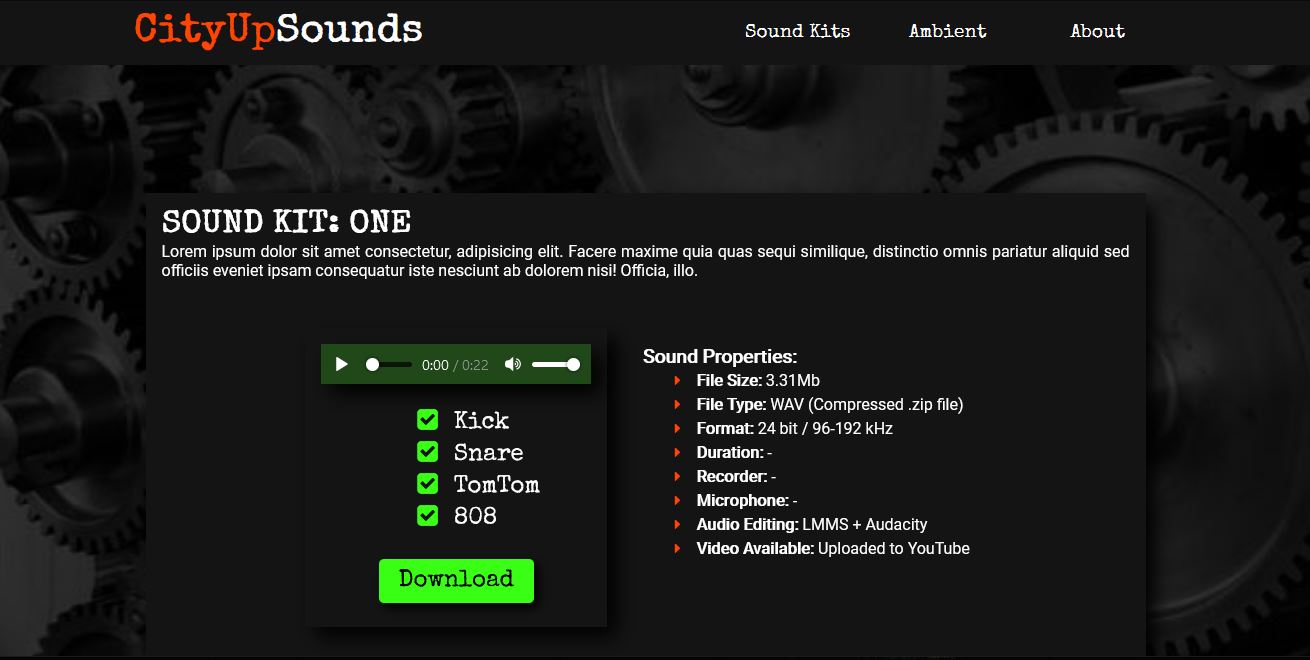 CityUpSounds
Sound Kits Ambient About
SOUND KIT: ONE
Lorem ipsum dolor sit amet consectetur, adipisicing elit. Facere maxime quia quas sequi similique, distinctio omnis pariatur aliquid sed
officiis eveniet ipsam consequatur iste nesciunt ab dolorem nisi! Officia, illo.
0:00 / 0:22
Kick
Snare
TomTom
808
Download
Sound Properties:
File Size: 3.31Mb
File Type: WAV (Compressed .zip file)
Format: 24 bit / 96-192 kHz
Duration: -
Recorder: -
Microphone: -
Audio Editing: LMMS + Audacity
Video Available: Uploaded to YouTube